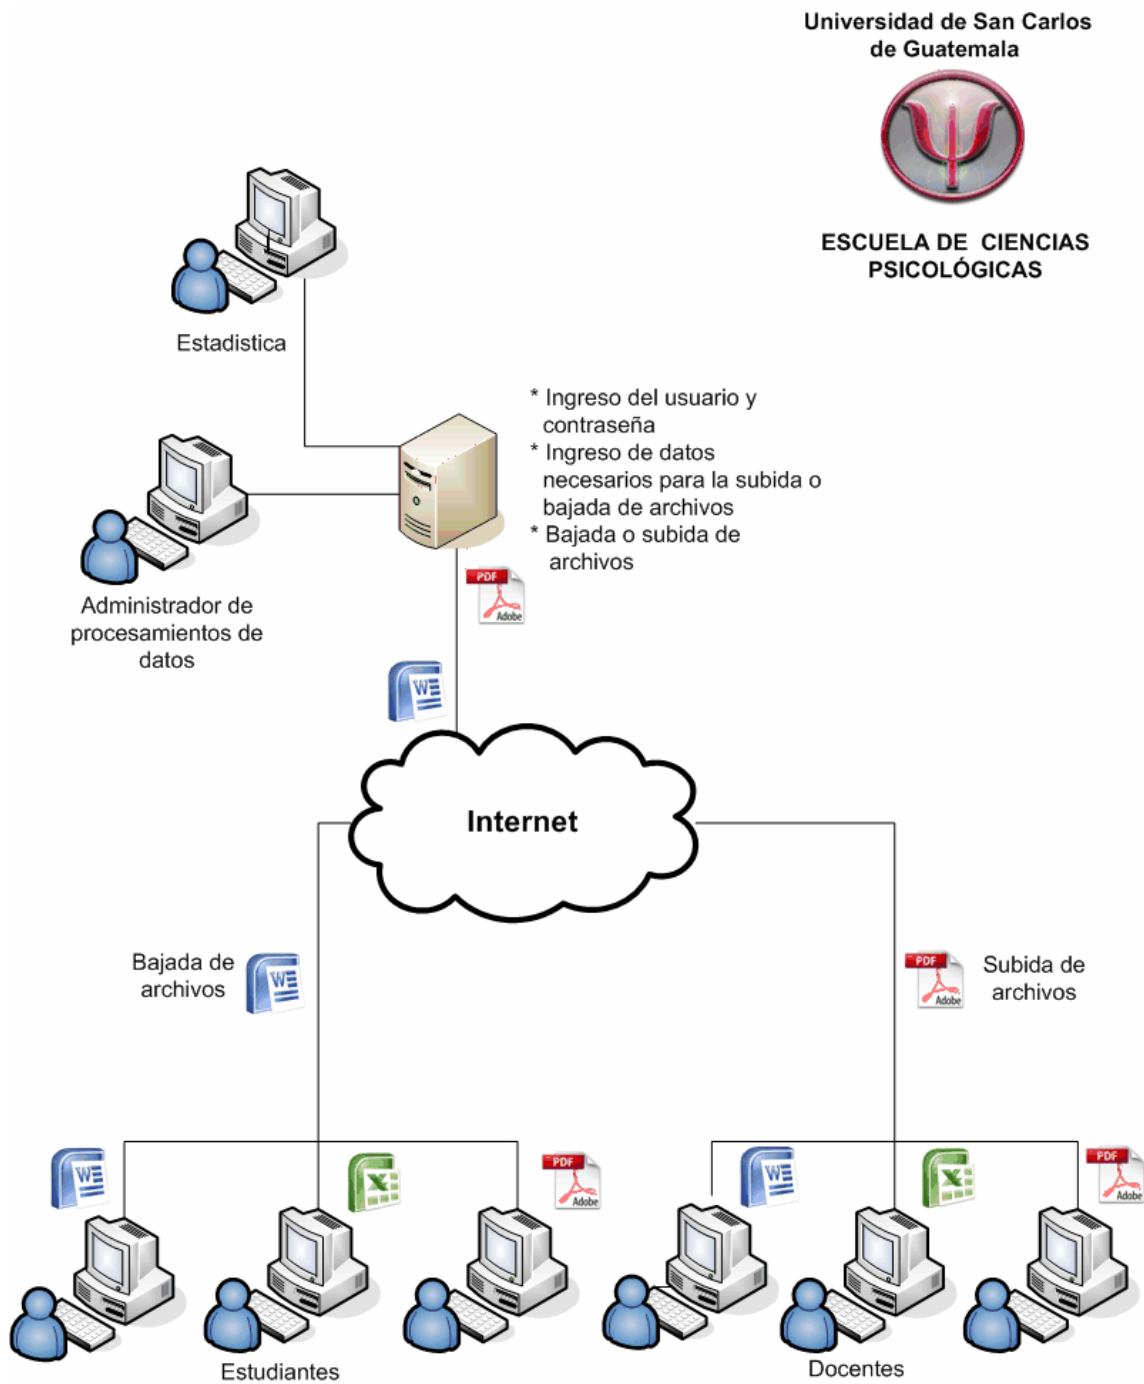 Universidad de San Carlos
de Guatemala
ESCUELA DE CIENCIAS
PSICOLÓGICAS
Estadistica
* Ingreso del usuario y
contraseña
* Ingreso de datos
necesarios para la subida o
bajada de archivos
* Bajada o subida de
archivos
Administrador de
procesamientos de
datos
PDF
Adobe
W
Internet
Bajada de
archivos
W
PDF
Adobe
Subida de
archivos
W
X
PDF
Adobe
W
X
PDF
Adobe
Estudiantes
Docentes